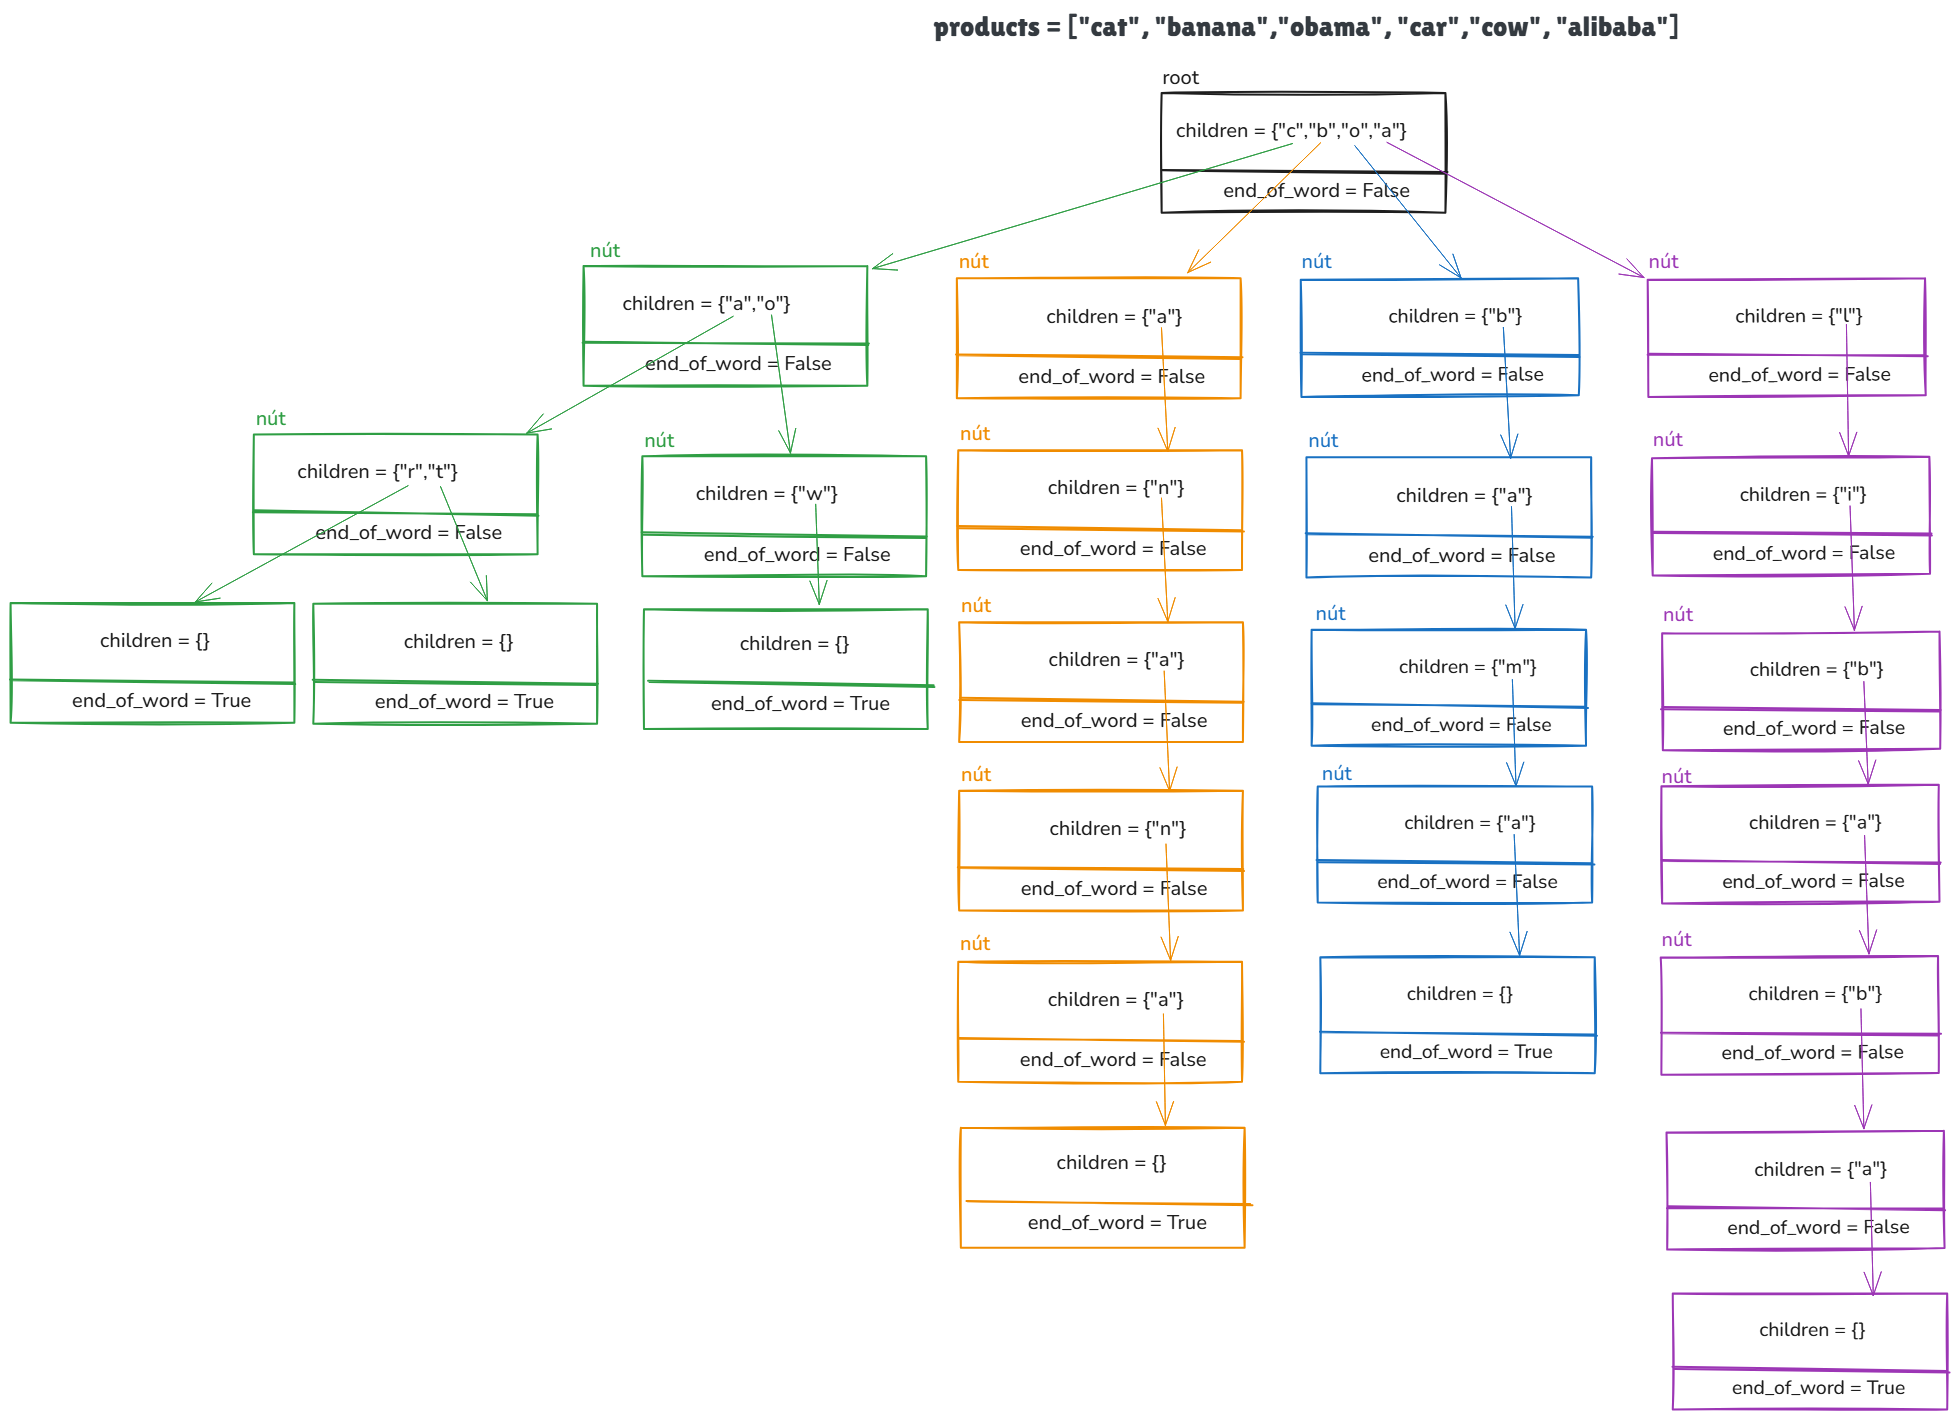 products = ["cat", "banana","obama", "car","cow", "alibaba"]
root
children = {"c","b","o","a"}
end_of_word = False
nút
children = {"a","o"}
end_of_word = False
nút
children = {"r","t"}
end_of_word = False
children = {}
end_of_word = True
children = {}
end_of_word = True
nút
children = {"w"}
end_of_word = False
children = {}
end_of_word = True
nút
children = {"a"}
end_of_word = False
nút
children = {"n"}
end_of_word = False
nút
children = {"a"}
end_of_word = False
nút
children = {"n"}
end_of_word = False
nút
children = {"a"}
end_of_word = False
children = {}
end_of_word = True
nút
children = {"b"}
end_of_word = False
nút
children = {"a"}
end_of_word = False
nút
children = {"m"}
end_of_word = False
nút
children = {"a"}
end_of_word = False
children = {}
end_of_word = True
nút
children = {"l"}
end_of_word = False
nút
children = {"i"}
end_of_word = False
nút
children = {"b"}
end_of_word = False
nút
children = {"a"}
end_of_word = False
nút
children = {"b"}
end_of_word = False
children = {"a"}
end_of_word = False
children = {}
end_of_word = True